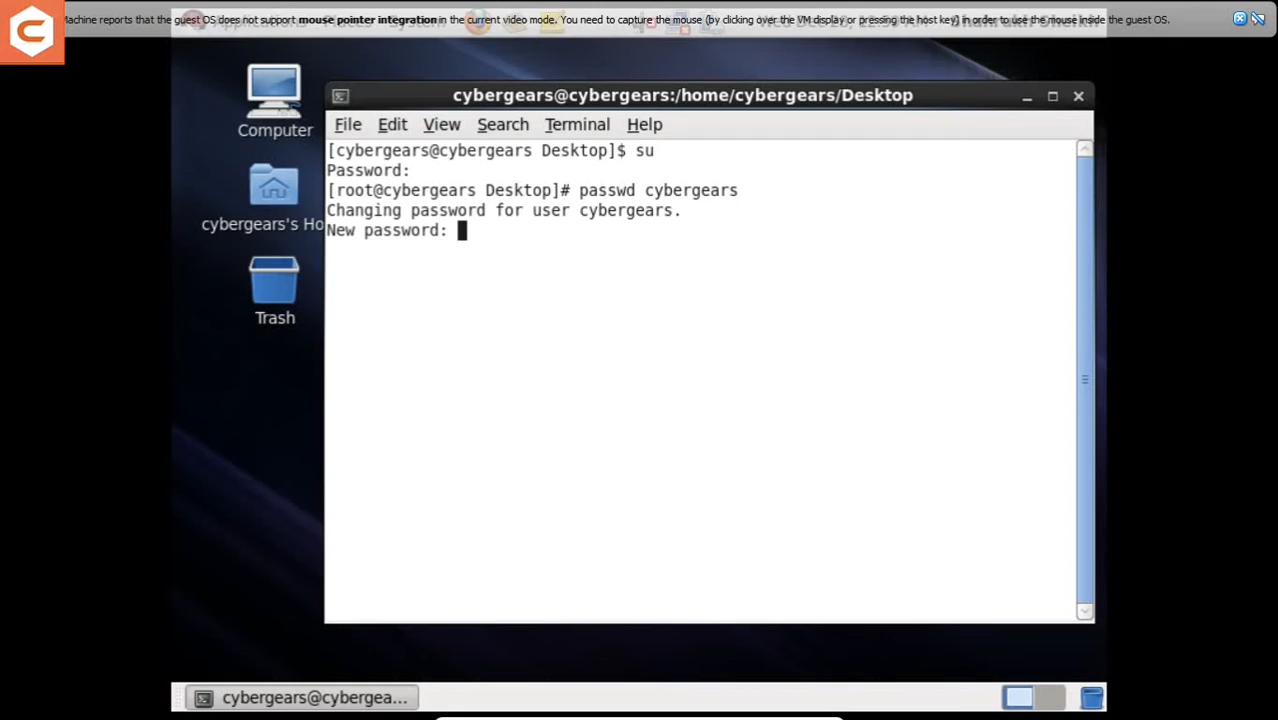 Machine reports that the guest OS does not support mouse pointer integration in the current video mode. You need to capture the mouse (by clicking over the VM display or pressing the host key) in order to use the mouse inside the guest OS.
Computer
cybergears's Ho
Trash
cybergears@cybergears:/home/cybergears/Desktop
File Edit View Search Terminal Help
[cybergears@cybergears Desktop]$ su
Password:
[root@cybergears Desktop]# passwd cybergears
Changing password for user cybergears.
New password:
cybergears@cybergea...